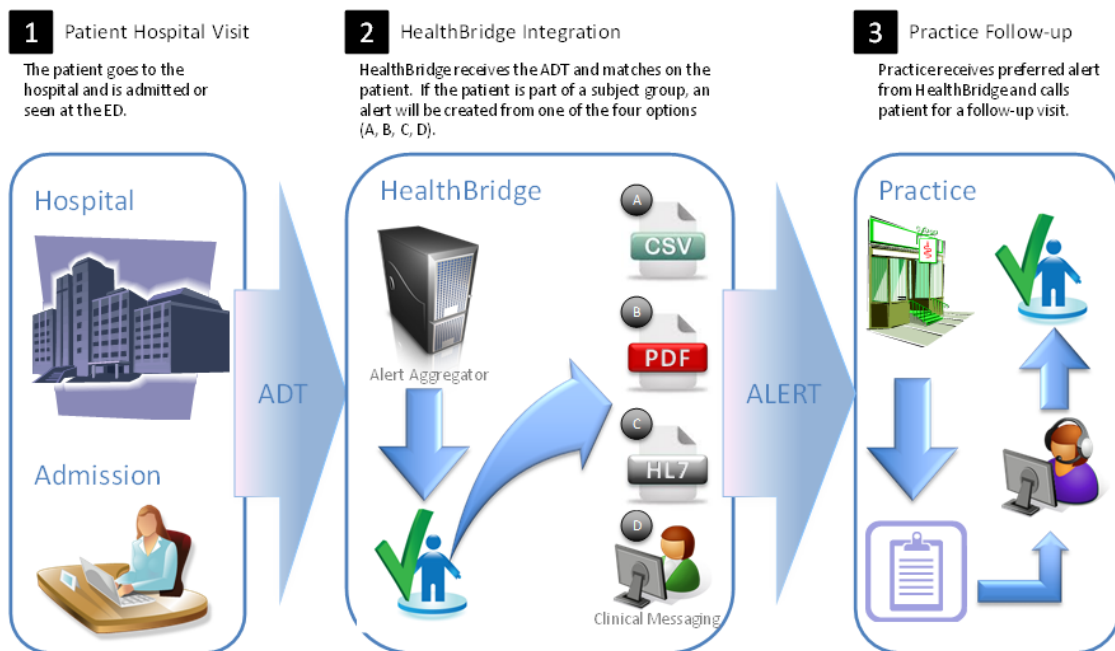 1 Patient Hospital Visit
The patient goes to the
hospital and is admitted or
seen at the ED.
2 HealthBridge Integration
HealthBridge receives the ADT and matches on the
patient. If the patient is part of a subject group, an
alert will be created from one of the four options
(A, B, C, D).
3 Practice Follow-up
Practice receives preferred alert
from HealthBridge and calls
patient for a follow-up visit.
Hospital
Admission
ADT
HealthBridge
Alert Aggregator
A
CSV
B
PDF
C
HL7
D
Clinical Messaging
ALERT
Practice